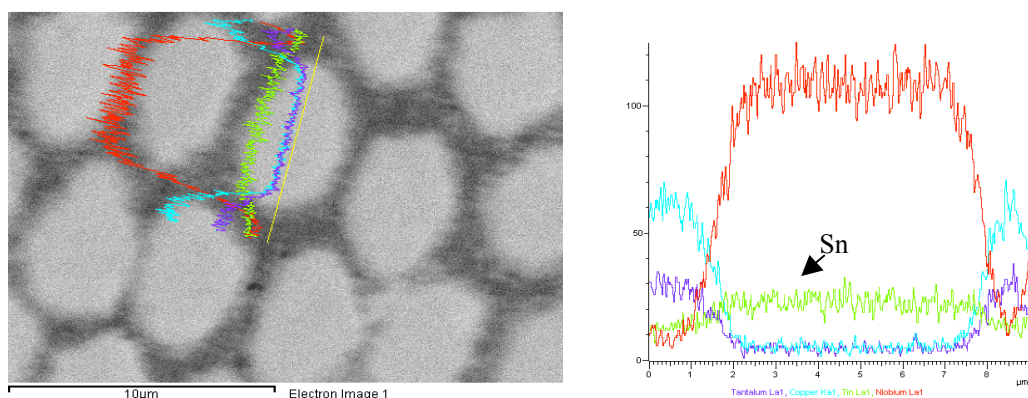 10μm
Electron Image 1
100
50
0
Sn
0 1 2 3 4 5 6 7 8
μm
Tantalum La1, Copper Ka1, Tin La1, Niobium La1